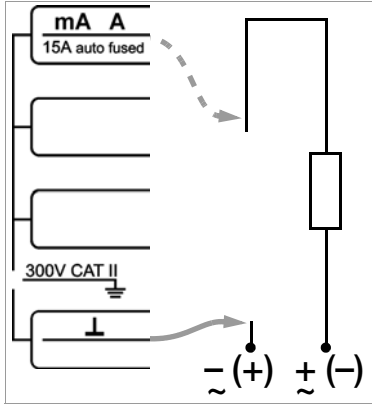 mA A
15A auto fused
300V CAT II
− (+) + (−)
~ ~